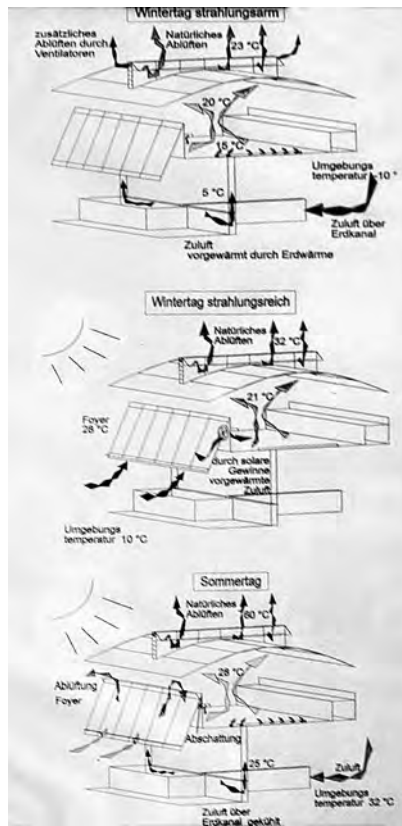 Wintertag strahlungsarm
zusätzliches
Ablüften durch
Ventilatoren
Natürliches
Ablüften
23 °C
20 °C
15 °C
Umgebungs
temperatur -10 °
5 °C
Zuluft
vorgewärmt durch Erdwärme
Zuluft über
Erdkanal
Wintertag strahlungsreich
Natürliches
Ablüften
32 °C
Foyer
28 °C
21 °C
durch solare
Gewinne
vorgewärmte
Zuluft
Umgebungs
temperatur 10 °C
Sommertag
Natürliches
Ablüften
60 °C
Ablüftung
Foyer
28 °C
Abschattung
25 °C
Zuluft
Umgebungs
temperatur 32 °C
Zuluft über
Erdkanal gekühlt